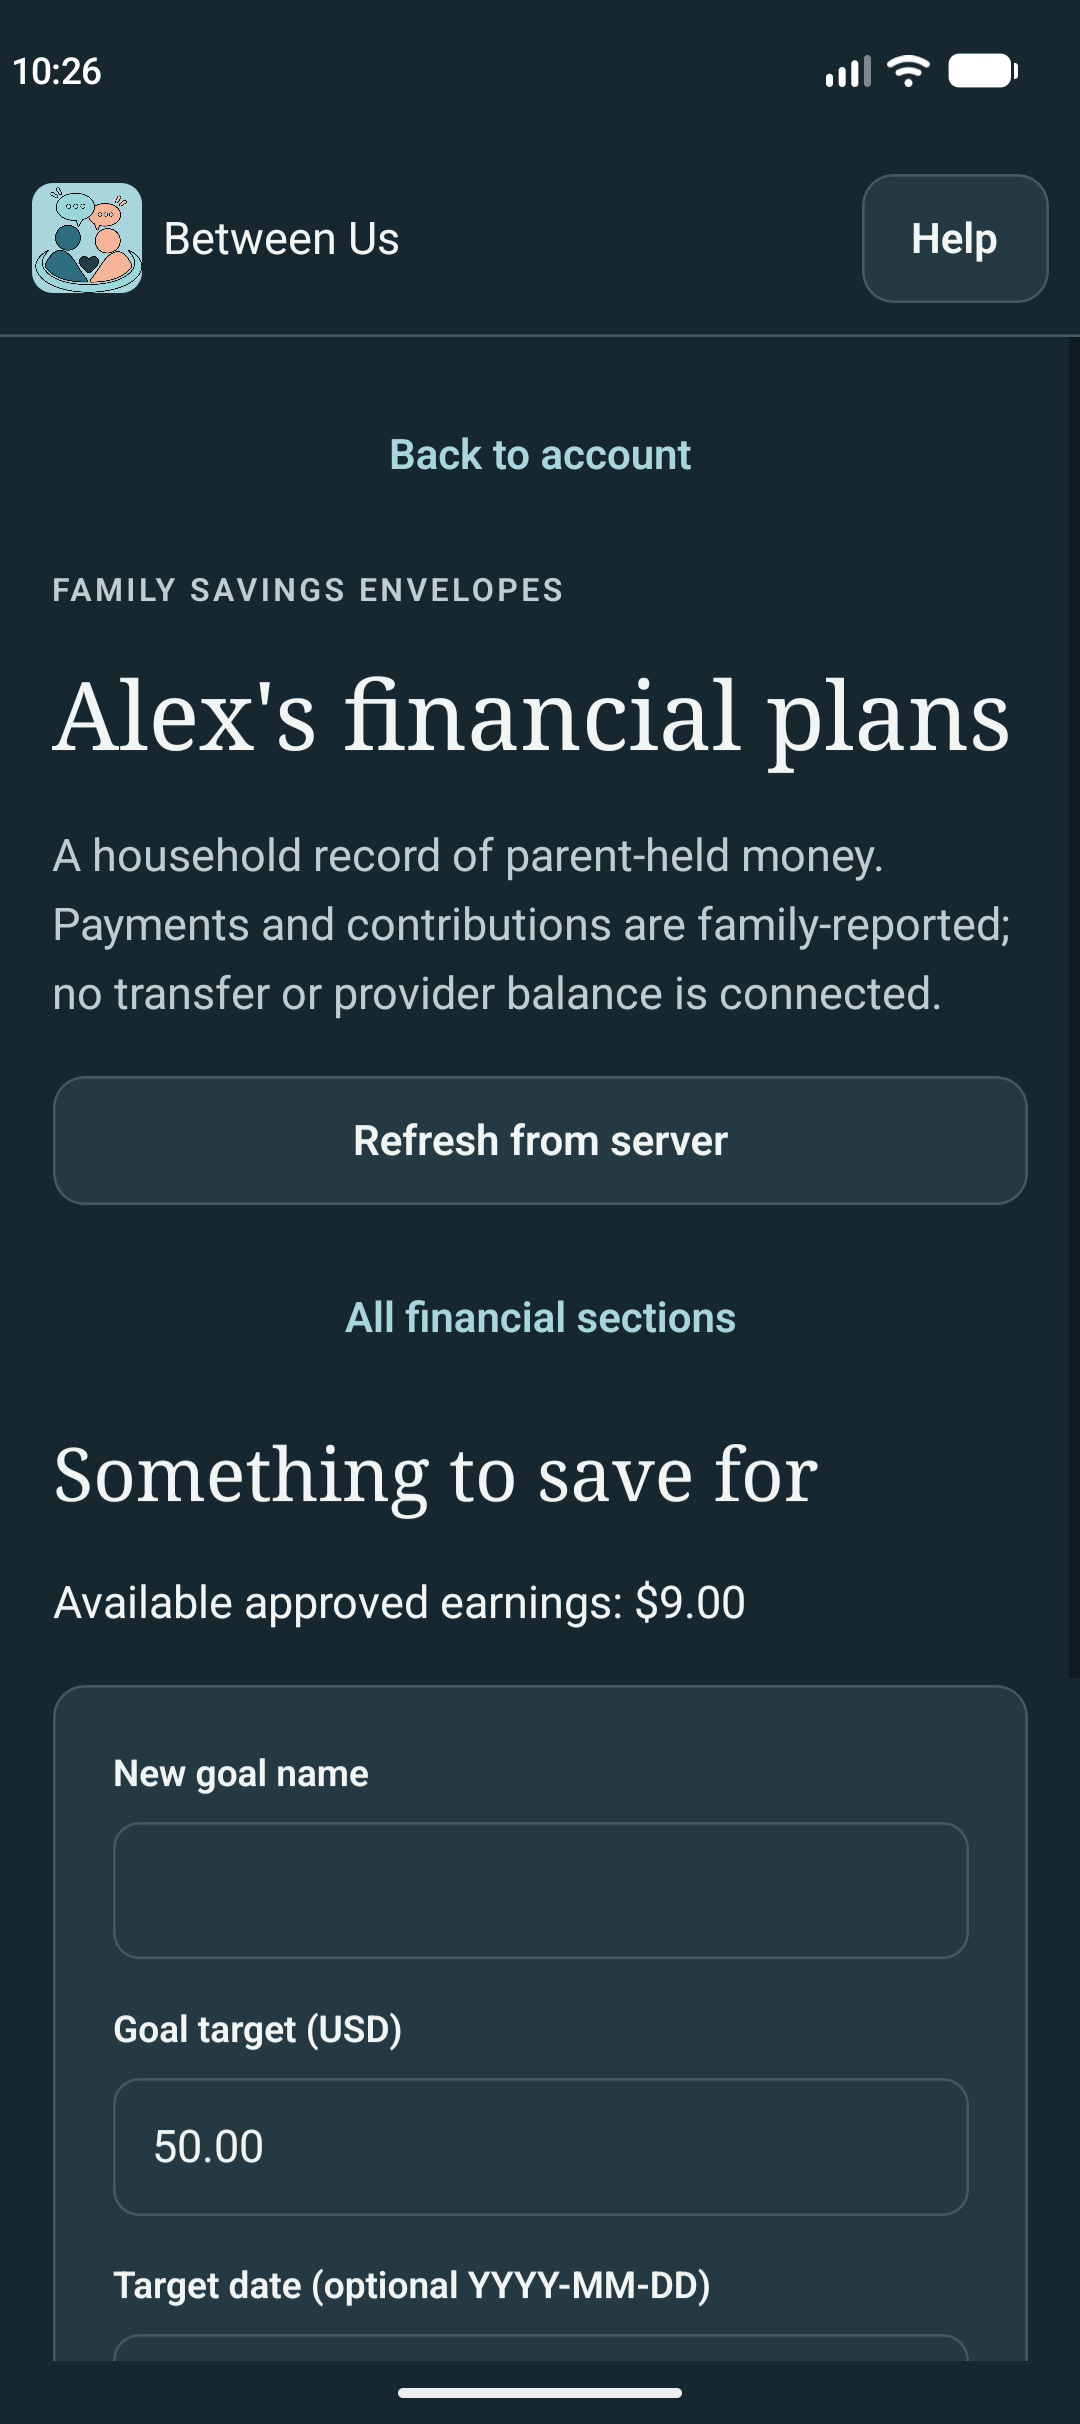 10:26
Between Us
Help
Back to account
FAMILY SAVINGS ENVELOPES
Alex's financial plans
A household record of parent-held money.
Payments and contributions are family-reported;
no transfer or provider balance is connected.
Refresh from server
All financial sections
Something to save for
Available approved earnings: $9.00
New goal name
Goal target (USD)
50.00
Target date (optional YYYY-MM-DD)